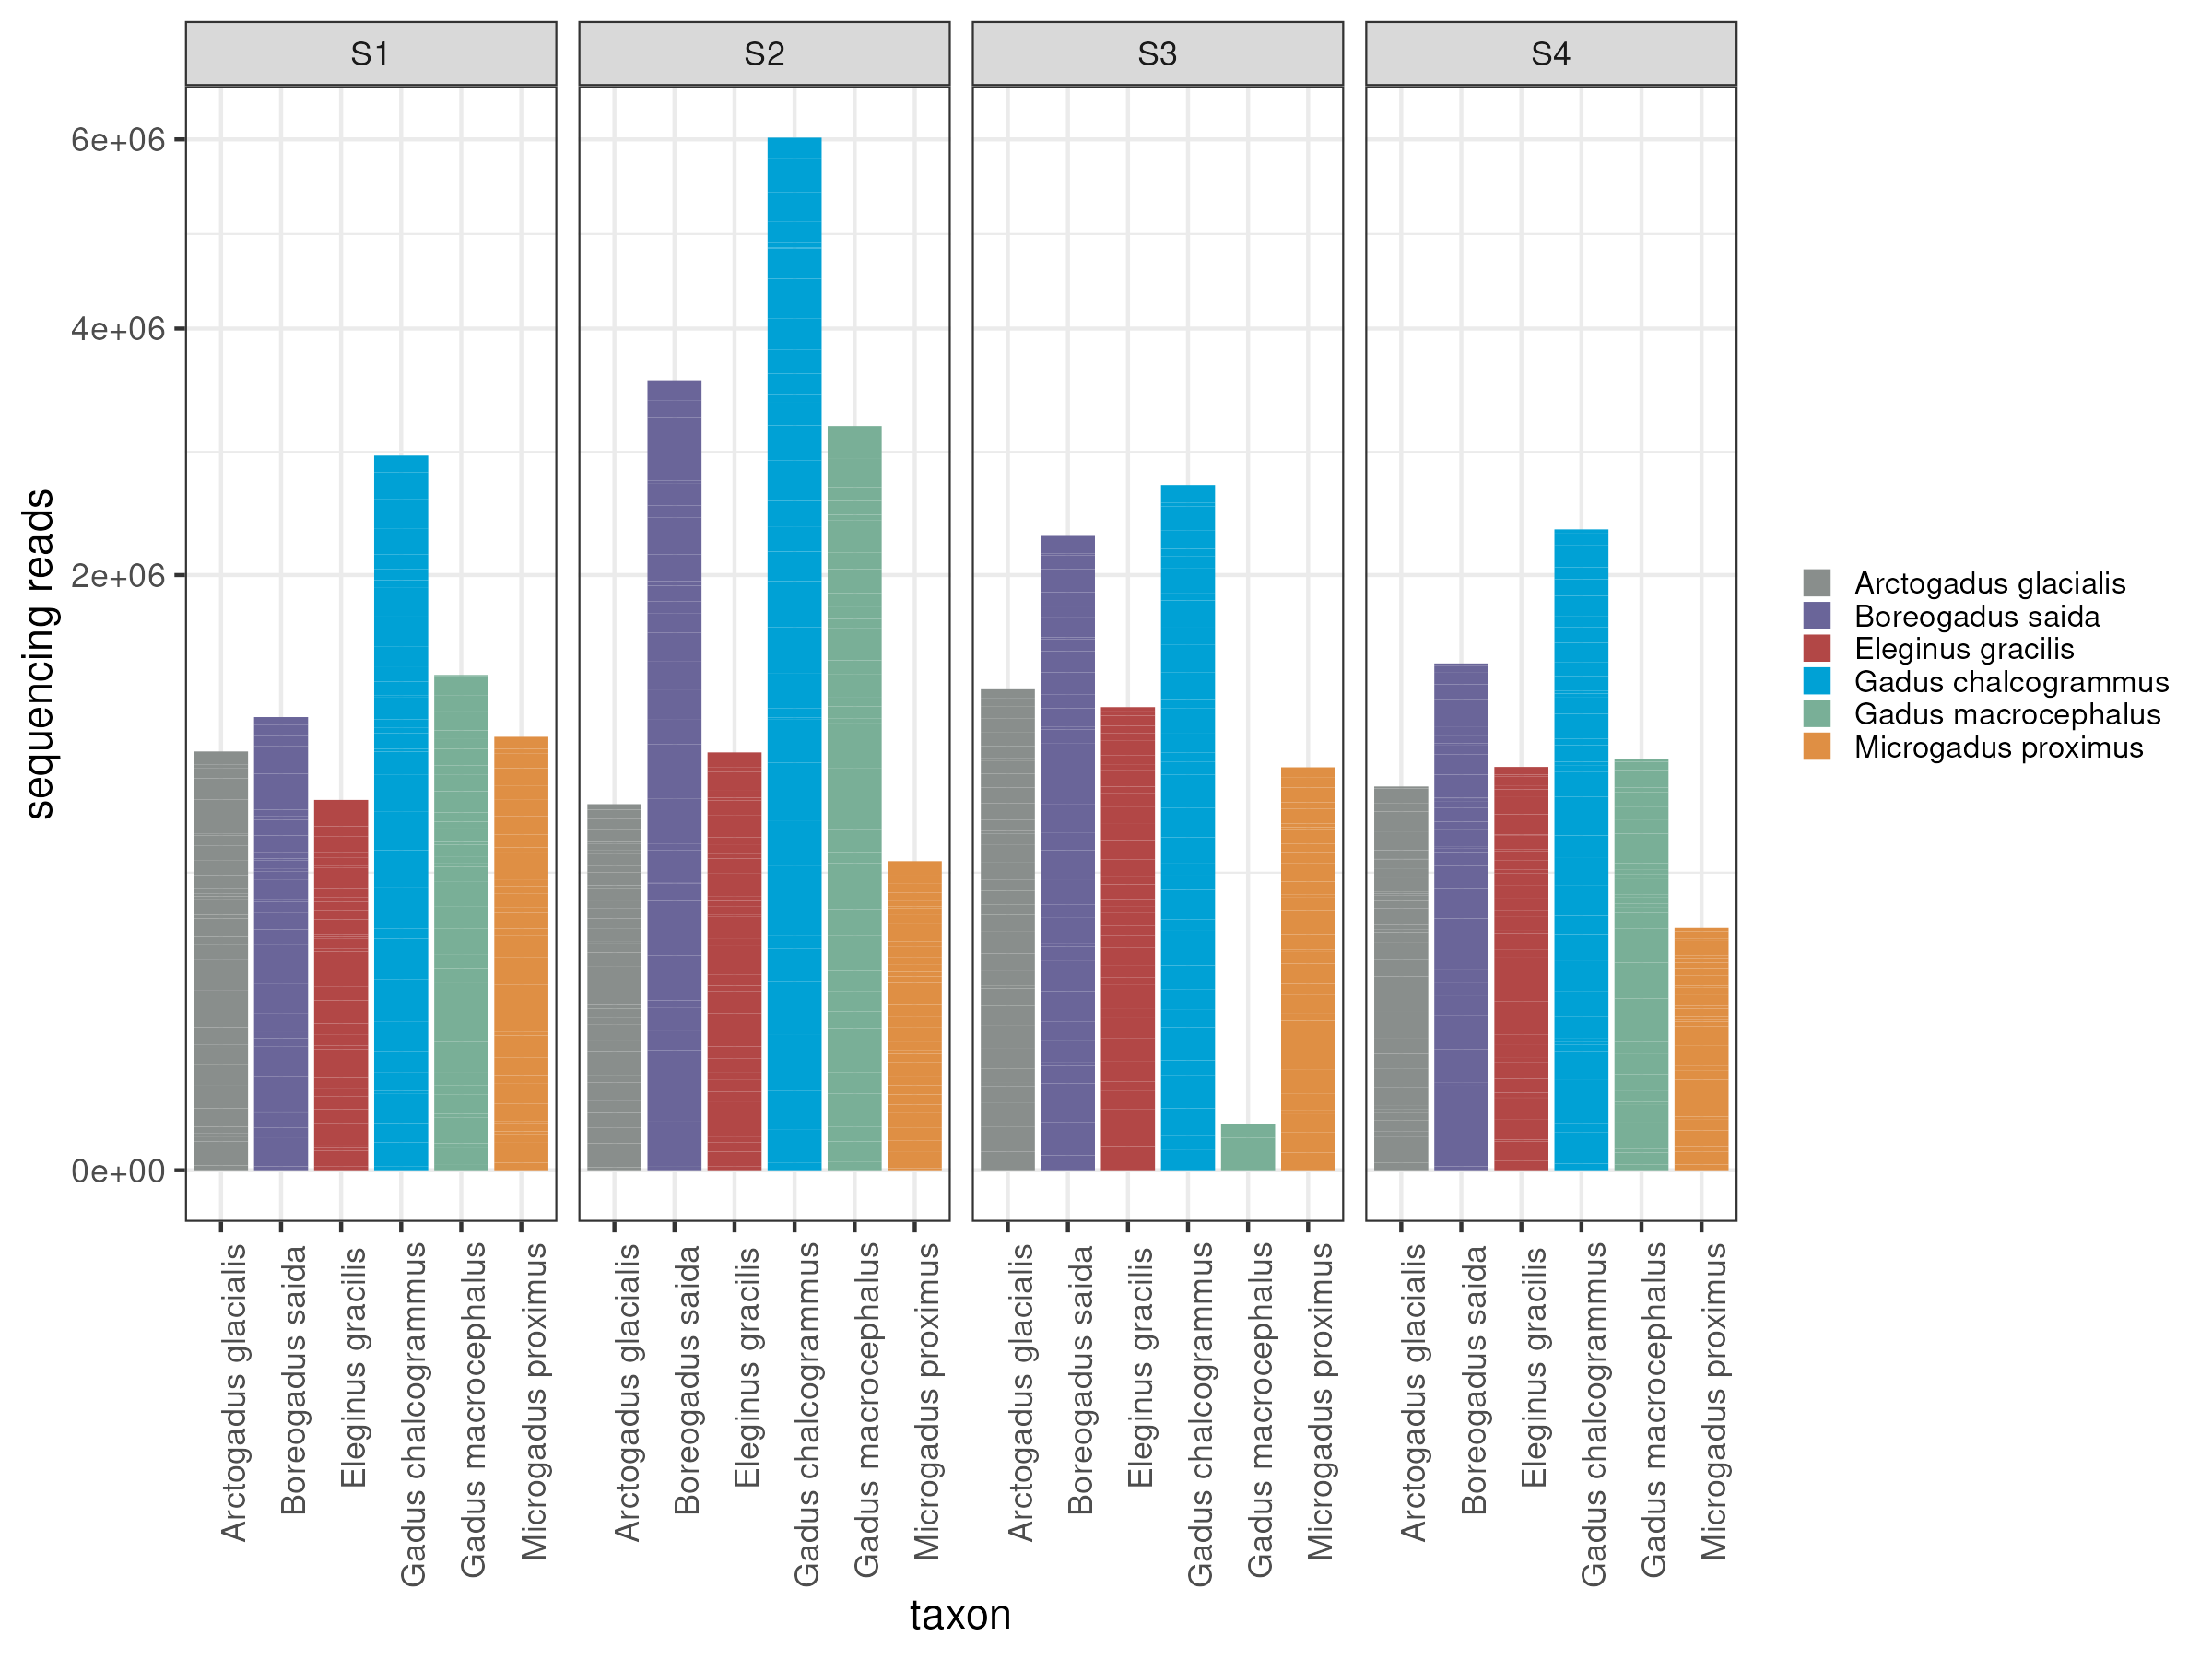 S1
S2
S3
S4
sequencing reads
6e+06
4e+06
2e+06
0e+00
Arctogadus glacialis
Boreogadus saida
Eleginus gracilis
Gadus chalcogrammus
Gadus macrocephalus
Microgadus proximus
Arctogadus glacialis
Boreogadus saida
Eleginus gracilis
Gadus chalcogrammus
Gadus macrocephalus
Microgadus proximus
Arctogadus glacialis
Boreogadus saida
Eleginus gracilis
Gadus chalcogrammus
Gadus macrocephalus
Microgadus proximus
Arctogadus glacialis
Boreogadus saida
Eleginus gracilis
Gadus chalcogrammus
Gadus macrocephalus
Microgadus proximus
taxon
Arctogadus glacialis
Boreogadus saida
Eleginus gracilis
Gadus chalcogrammus
Gadus macrocephalus
Microgadus proximus